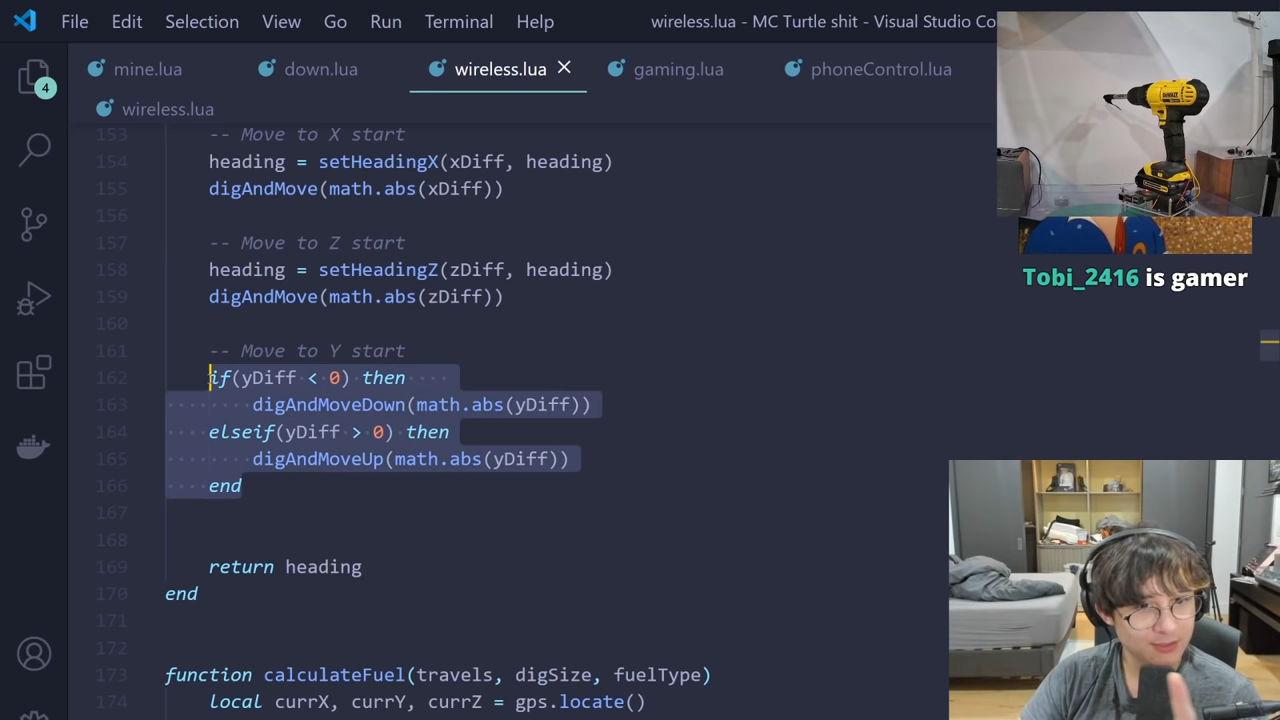 File Edit Selection View Go Run Terminal Help wireless.lua - MC Turtle shit - Visual Studio Co
mine.lua down.lua wireless.lua gaming.lua phoneControl.lua
4
wireless.lua
153 -- Move to X start
154 heading = setHeadingX(xDiff, heading)
155 digAndMove(math.abs(xDiff))
156
157 -- Move to Z start
158 heading = setHeadingZ(zDiff, heading)
159 digAndMove(math.abs(zDiff))
160
161 -- Move to Y start
162 if(yDiff < 0) then
163 digAndMoveDown(math.abs(yDiff))
164 elseif(yDiff > 0) then
165 digAndMoveUp(math.abs(yDiff))
166 end
167
168
169 return heading
170 end
171
172
173 function calculateFuel(travels, digSize, fuelType)
174 local currX, currY, currZ = gps.locate()
DEWALT
Tobi_2416 is gamer